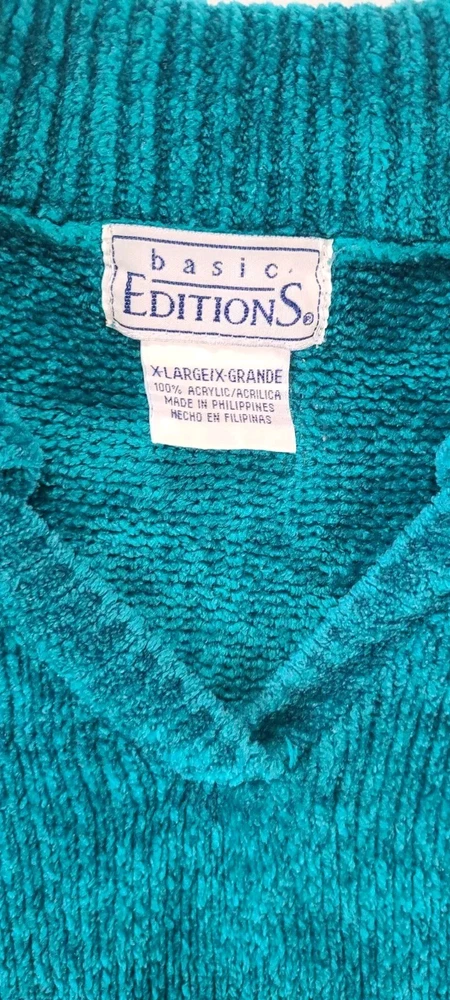 basic
EDITIONS®
X-LARGE/X-GRANDE
100% ACRYLIC/ACRILICA
MADE IN PHILIPPINES
HECHO EN FILIPINAS